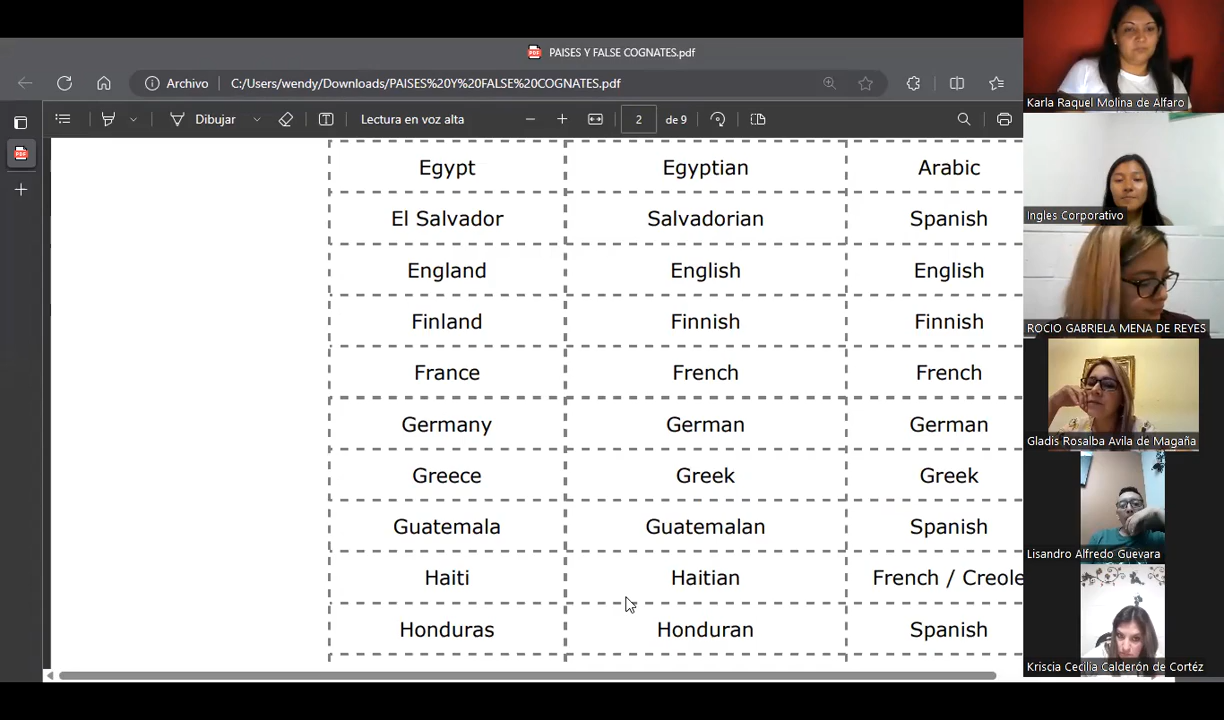 PAISES Y FALSE COGNATES.pdf
Archivo C:/Users/wendy/Downloads/PAISES%20Y%20FALSE%20COGNATES.pdf
Dibujar Lectura en voz alta 2 de 9
Egypt Egyptian Arabic
El Salvador Salvadorian Spanish
England English English
Finland Finnish Finnish
France French French
Germany German German
Greece Greek Greek
Guatemala Guatemalan Spanish
Haiti Haitian French / Creole
Honduras Honduran Spanish
Karla Raquel Molina de Alfaro
Ingles Corporativo
ROCIO GABRIELA MENA DE REYES
Gladis Rosalba Avila de Magaña
Lisandro Alfredo Guevara
Kriscia Cecilia Calderón de Cortéz